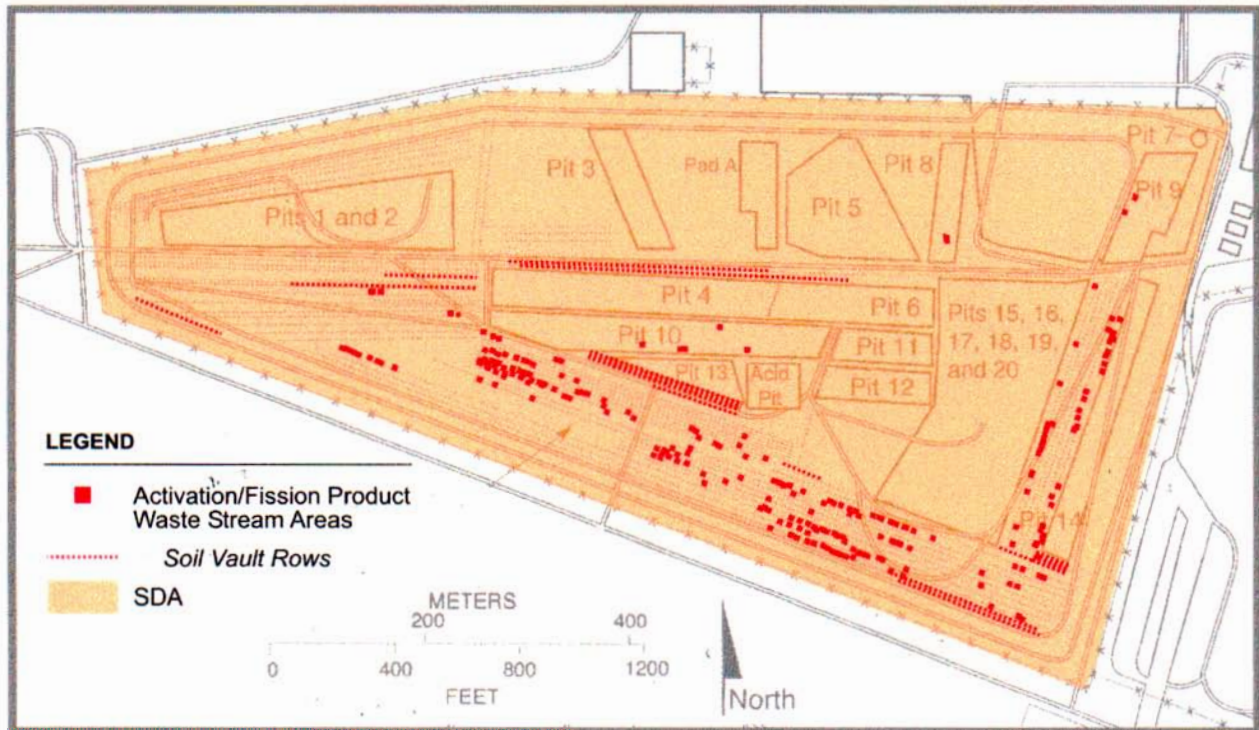 Pit 7
Pit 3
Pad A
Pit 8
Pit 9
Pit 5
Pits 1 and 2
Pit 4
Pit 6
Pits 15, 16,
17, 18, 19,
and 20
Pit 10
Pit 11
Pit 13
Acid
Pit
Pit 12
Pit 14
LEGEND
Activation/Fission Product
Waste Stream Areas
Soil Vault Rows
SDA
METERS
200 400
0 400 800 1200
FEET
North